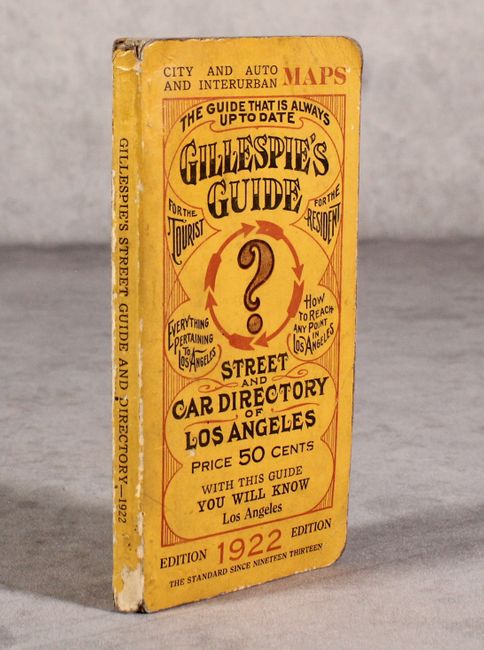 CITY AND AUTO
AND INTERURBAN MAPS
THE GUIDE THAT IS ALWAYS
UP TO DATE
GILLESPIE'S
GUIDE
FOR THE
TOURIST
FOR THE
RESIDENT
?
EVERYTHING
PERTAINING
TO
LOS ANGELES
HOW
TO REACH
ANY POINT
IN
LOS ANGELES
STREET
AND
CAR DIRECTORY
OF
LOS ANGELES
PRICE 50 CENTS
WITH THIS GUIDE
YOU WILL KNOW
Los Angeles
EDITION 1922 EDITION
THE STANDARD SINCE NINETEEN THIRTEEN
GILLESPIE'S STREET GUIDE AND DIRECTORY—1922